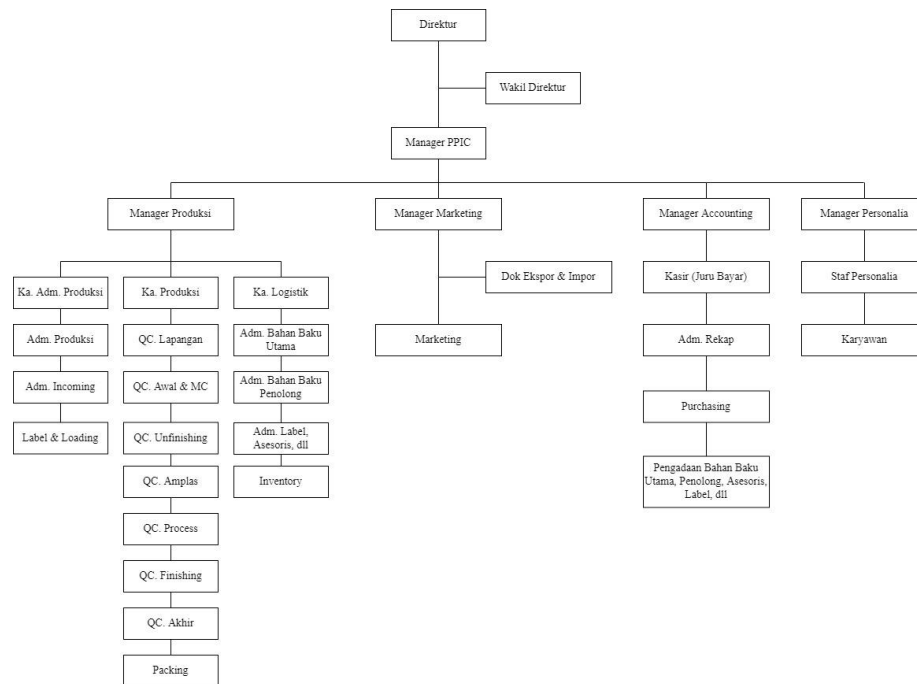 Direktur
Wakil Direktur
Manager PPIC
Manager Produksi
Manager Marketing
Manager Accounting
Manager Personalia
Ka. Adm. Produksi
Ka. Produksi
Ka. Logistik
Dok Ekspor & Impor
Kasir (Juru Bayar)
Staf Personalia
Adm. Produksi
QC. Lapangan
Adm. Bahan Baku
Utama
Marketing
Adm. Rekap
Karyawan
Adm. Incoming
QC. Awal & MC
Adm. Bahan Baku
Penolong
Purchasing
Label & Loading
QC. Unfinishing
Adm. Label,
Asesoris, dll
QC. Amplas
Inventory
Pengadaan Bahan Baku
Utama, Penolong, Asesoris,
Label, dll
QC. Process
QC. Finishing
QC. Akhir
Packing